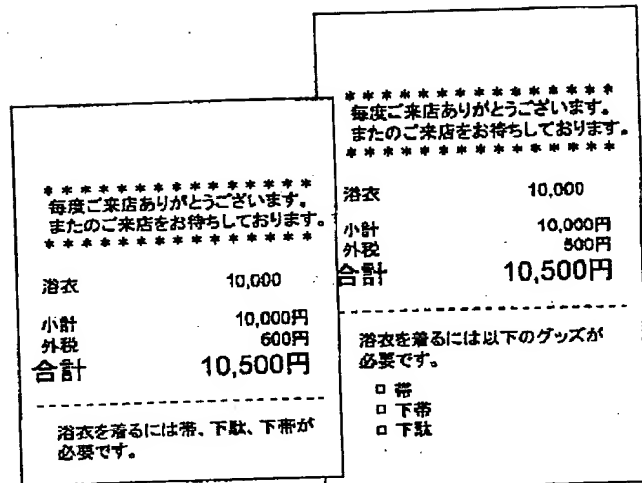 * * * * * * * * * * * * * * *
毎度ご来店ありがとうございます。
またのご来店をお待ちしております。
* * * * * * * * * * * * * * *
浴衣 10,000
小計 10,000円
外税 500円
合計 10,500円
浴衣を着るには帯、下駄、下帯が
必要です。
* * * * * * * * * * * * * * *
毎度ご来店ありがとうございます。
またのご来店をお待ちしております。
* * * * * * * * * * * * * * *
浴衣 10,000
小計 10,000円
外税 500円
合計 10,500円
浴衣を着るには以下のグッズが
必要です。
□ 帯
□ 下帯
□ 下駄